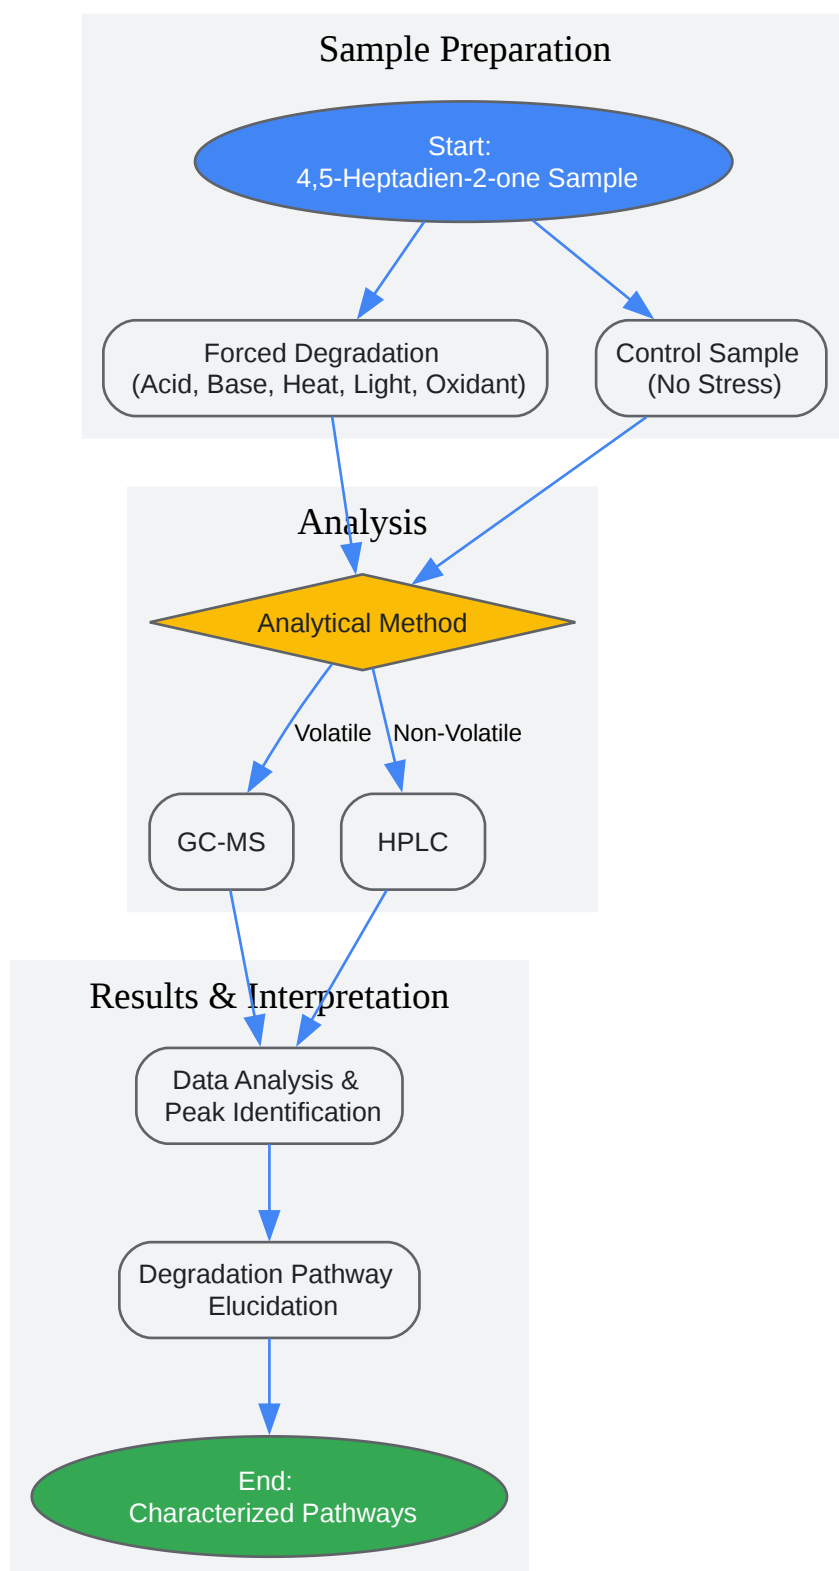 Sample Preparation
Start:
4,5-Heptadien-2-one Sample
Forced Degradation
(Acid, Base, Heat, Light, Oxidant)
Control Sample
(No Stress)
Analysis
Analytical Method
Volatile
Non-Volatile
GC-MS
HPLC
Results & Interpretation
Data Analysis &
Peak Identification
Degradation Pathway
Elucidation
End:
Characterized Pathways